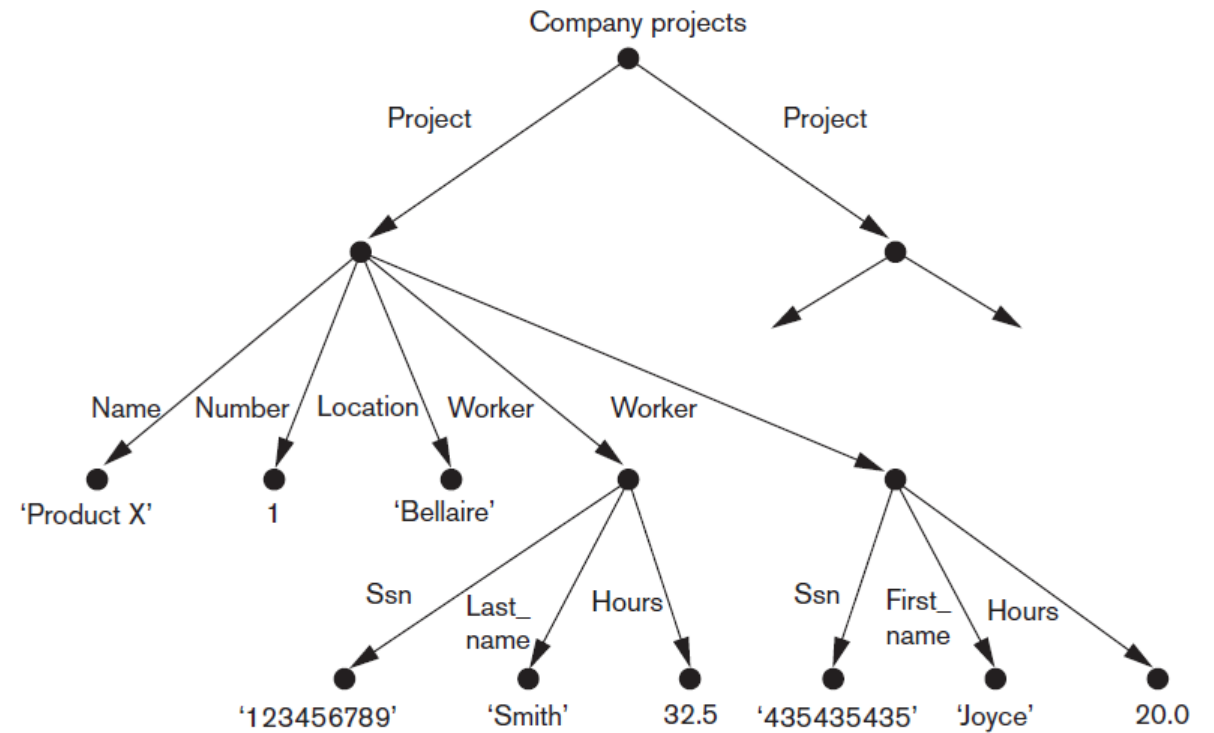 Company projects
Project Project
Name Number Location Worker Worker
‘Product X’ 1 ‘Bellaire’
Ssn Last_ Hours Ssn First_ Hours
name name
‘123456789’ ‘Smith’ 32.5 ‘435435435’ ‘Joyce’ 20.0